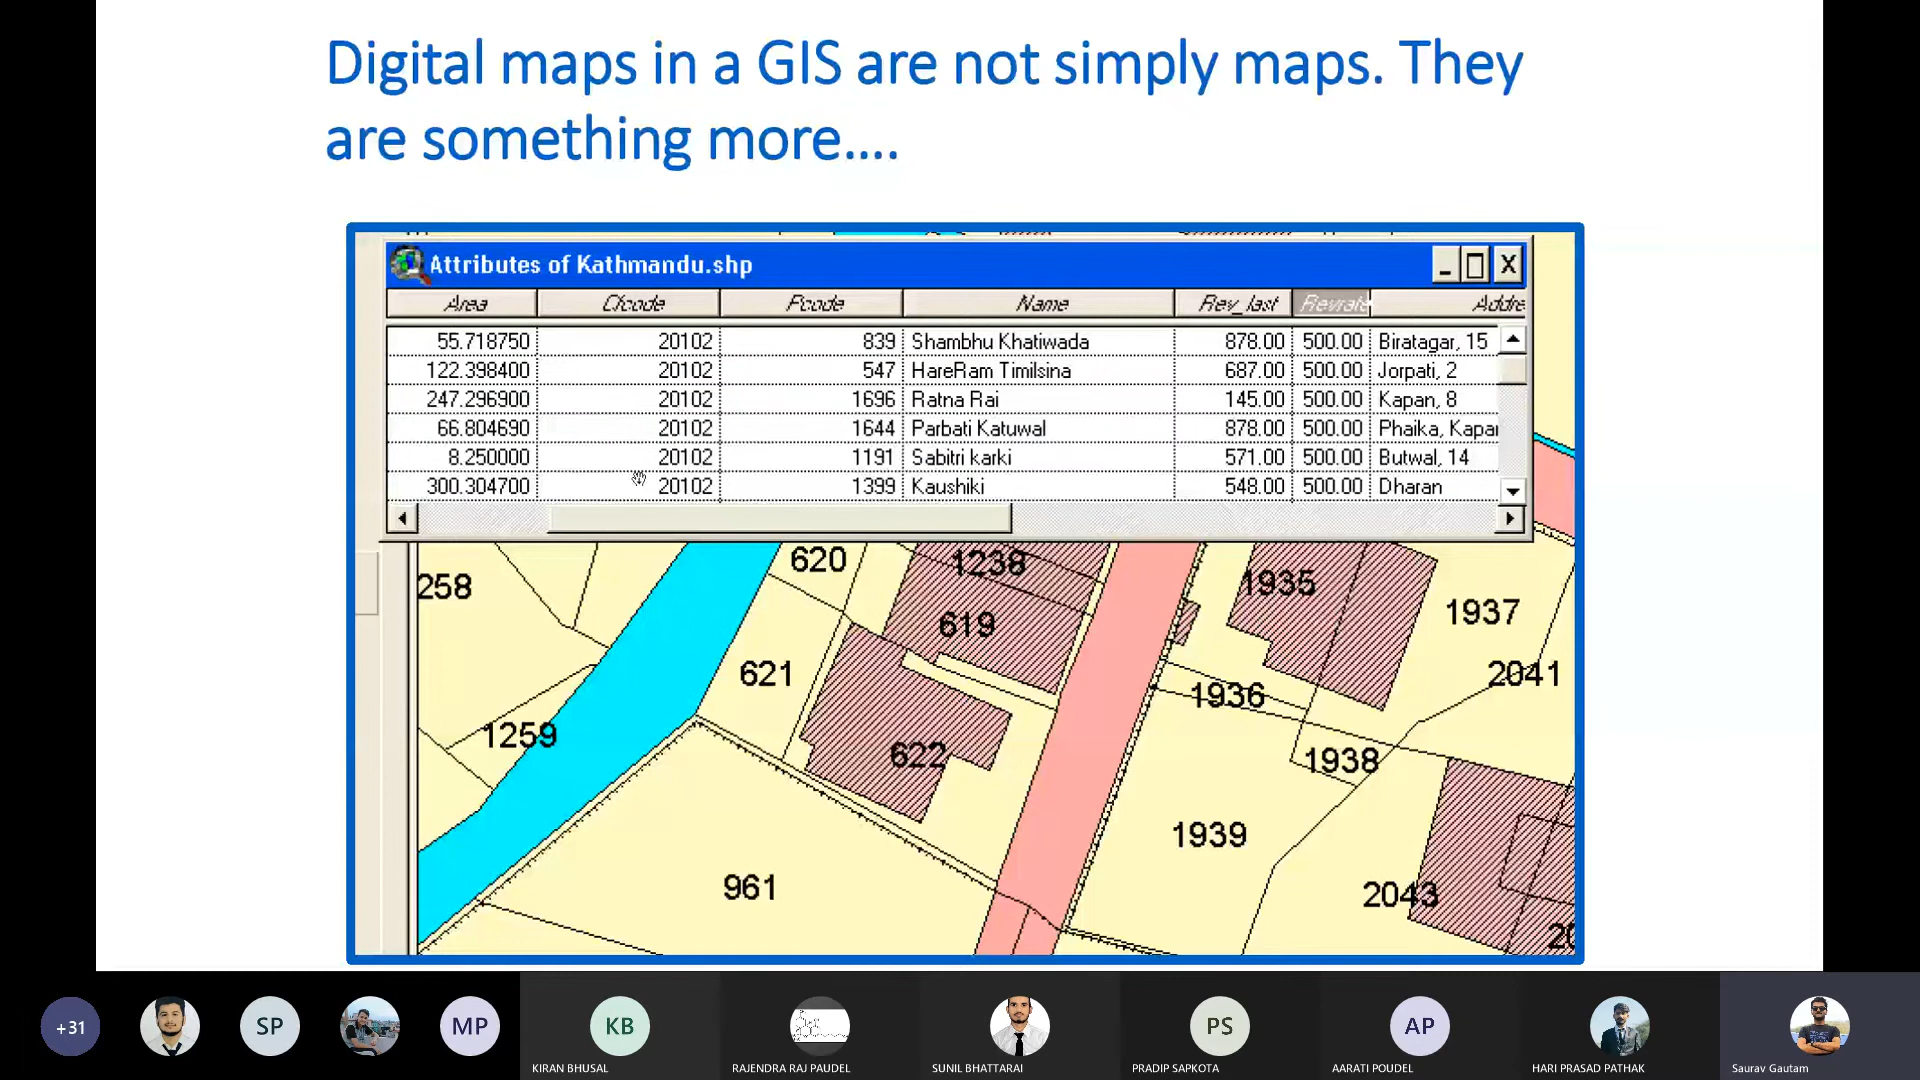 Digital maps in a GIS are not simply maps. They
are something more....
Attributes of Kathmandu.shp
Area Clcode Pcode Name Rev_last Revrate Addre
55.718750 20102 839 Shambhu Khatiwada 878.00 500.00 Biratagar, 15
122.398400 20102 547 HareRam Timilsina 687.00 500.00 Jorpati, 2
247.296900 20102 1696 Ratna Rai 145.00 500.00 Kapan, 8
66.804690 20102 1644 Parbati Katuwal 878.00 500.00 Phaika, Kapan
8.250000 20102 1191 Sabitri karki 571.00 500.00 Butwal, 14
300.304700 20102 1399 Kaushiki 548.00 500.00 Dharan
258 620 1238 1935
619 1937
621 1936 2041
1259 622 1938
1939
961 2043
+31 SP MP KB PS AP
KIRAN BHUSAL RAJENDRA RAJ PAUDEL SUNIL BHATTARAI PRADIP SAPKOTA AARATI POUDEL HARI PRASAD PATHAK Saurav Gautam